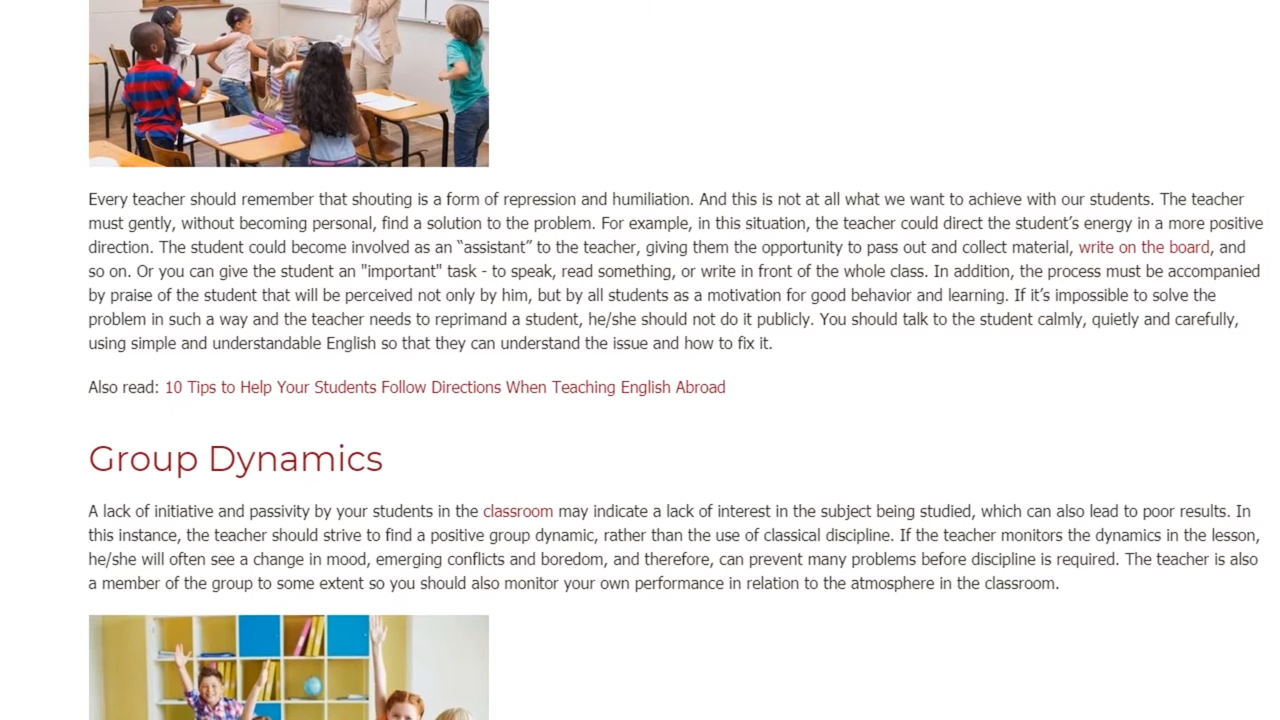 Every teacher should remember that shouting is a form of repression and humiliation. And this is not at all what we want to achieve with our students. The teacher
must gently, without becoming personal, find a solution to the problem. For example, in this situation, the teacher could direct the student’s energy in a more positive
direction. The student could become involved as an “assistant” to the teacher, giving them the opportunity to pass out and collect material, write on the board, and
so on. Or you can give the student an "important" task - to speak, read something, or write in front of the whole class. In addition, the process must be accompanied
by praise of the student that will be perceived not only by him, but by all students as a motivation for good behavior and learning. If it’s impossible to solve the
problem in such a way and the teacher needs to reprimand a student, he/she should not do it publicly. You should talk to the student calmly, quietly and carefully,
using simple and understandable English so that they can understand the issue and how to fix it.
Also read: 10 Tips to Help Your Students Follow Directions When Teaching English Abroad
Group Dynamics
A lack of initiative and passivity by your students in the classroom may indicate a lack of interest in the subject being studied, which can also lead to poor results. In
this instance, the teacher should strive to find a positive group dynamic, rather than the use of classical discipline. If the teacher monitors the dynamics in the lesson,
he/she will often see a change in mood, emerging conflicts and boredom, and therefore, can prevent many problems before discipline is required. The teacher is also
a member of the group to some extent so you should also monitor your own performance in relation to the atmosphere in the classroom.